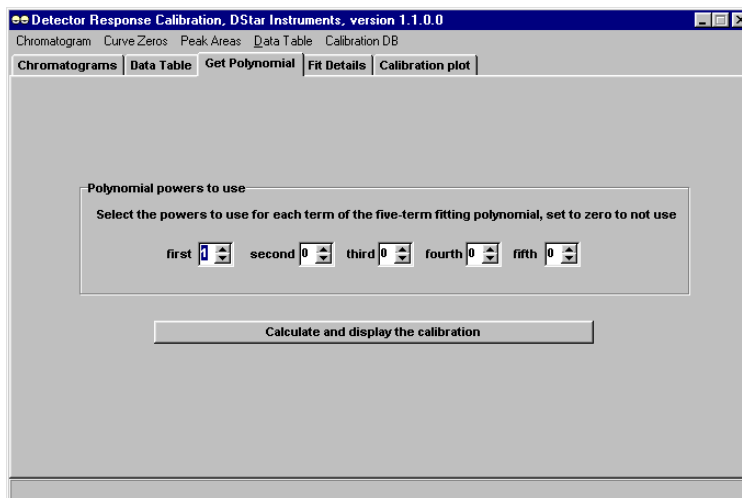 Detector Response Calibration, DStar Instruments, version 1.1.0.0
Chromatogram Curve Zeros Peak Areas Data Table Calibration DB
Chromatograms Data Table Get Polynomial Fit Details Calibration plot
Polynomial powers to use
Select the powers to use for each term of the five-term fitting polynomial, set to zero to not use
first 1 second 0 third 0 fourth 0 fifth 0
Calculate and display the calibration